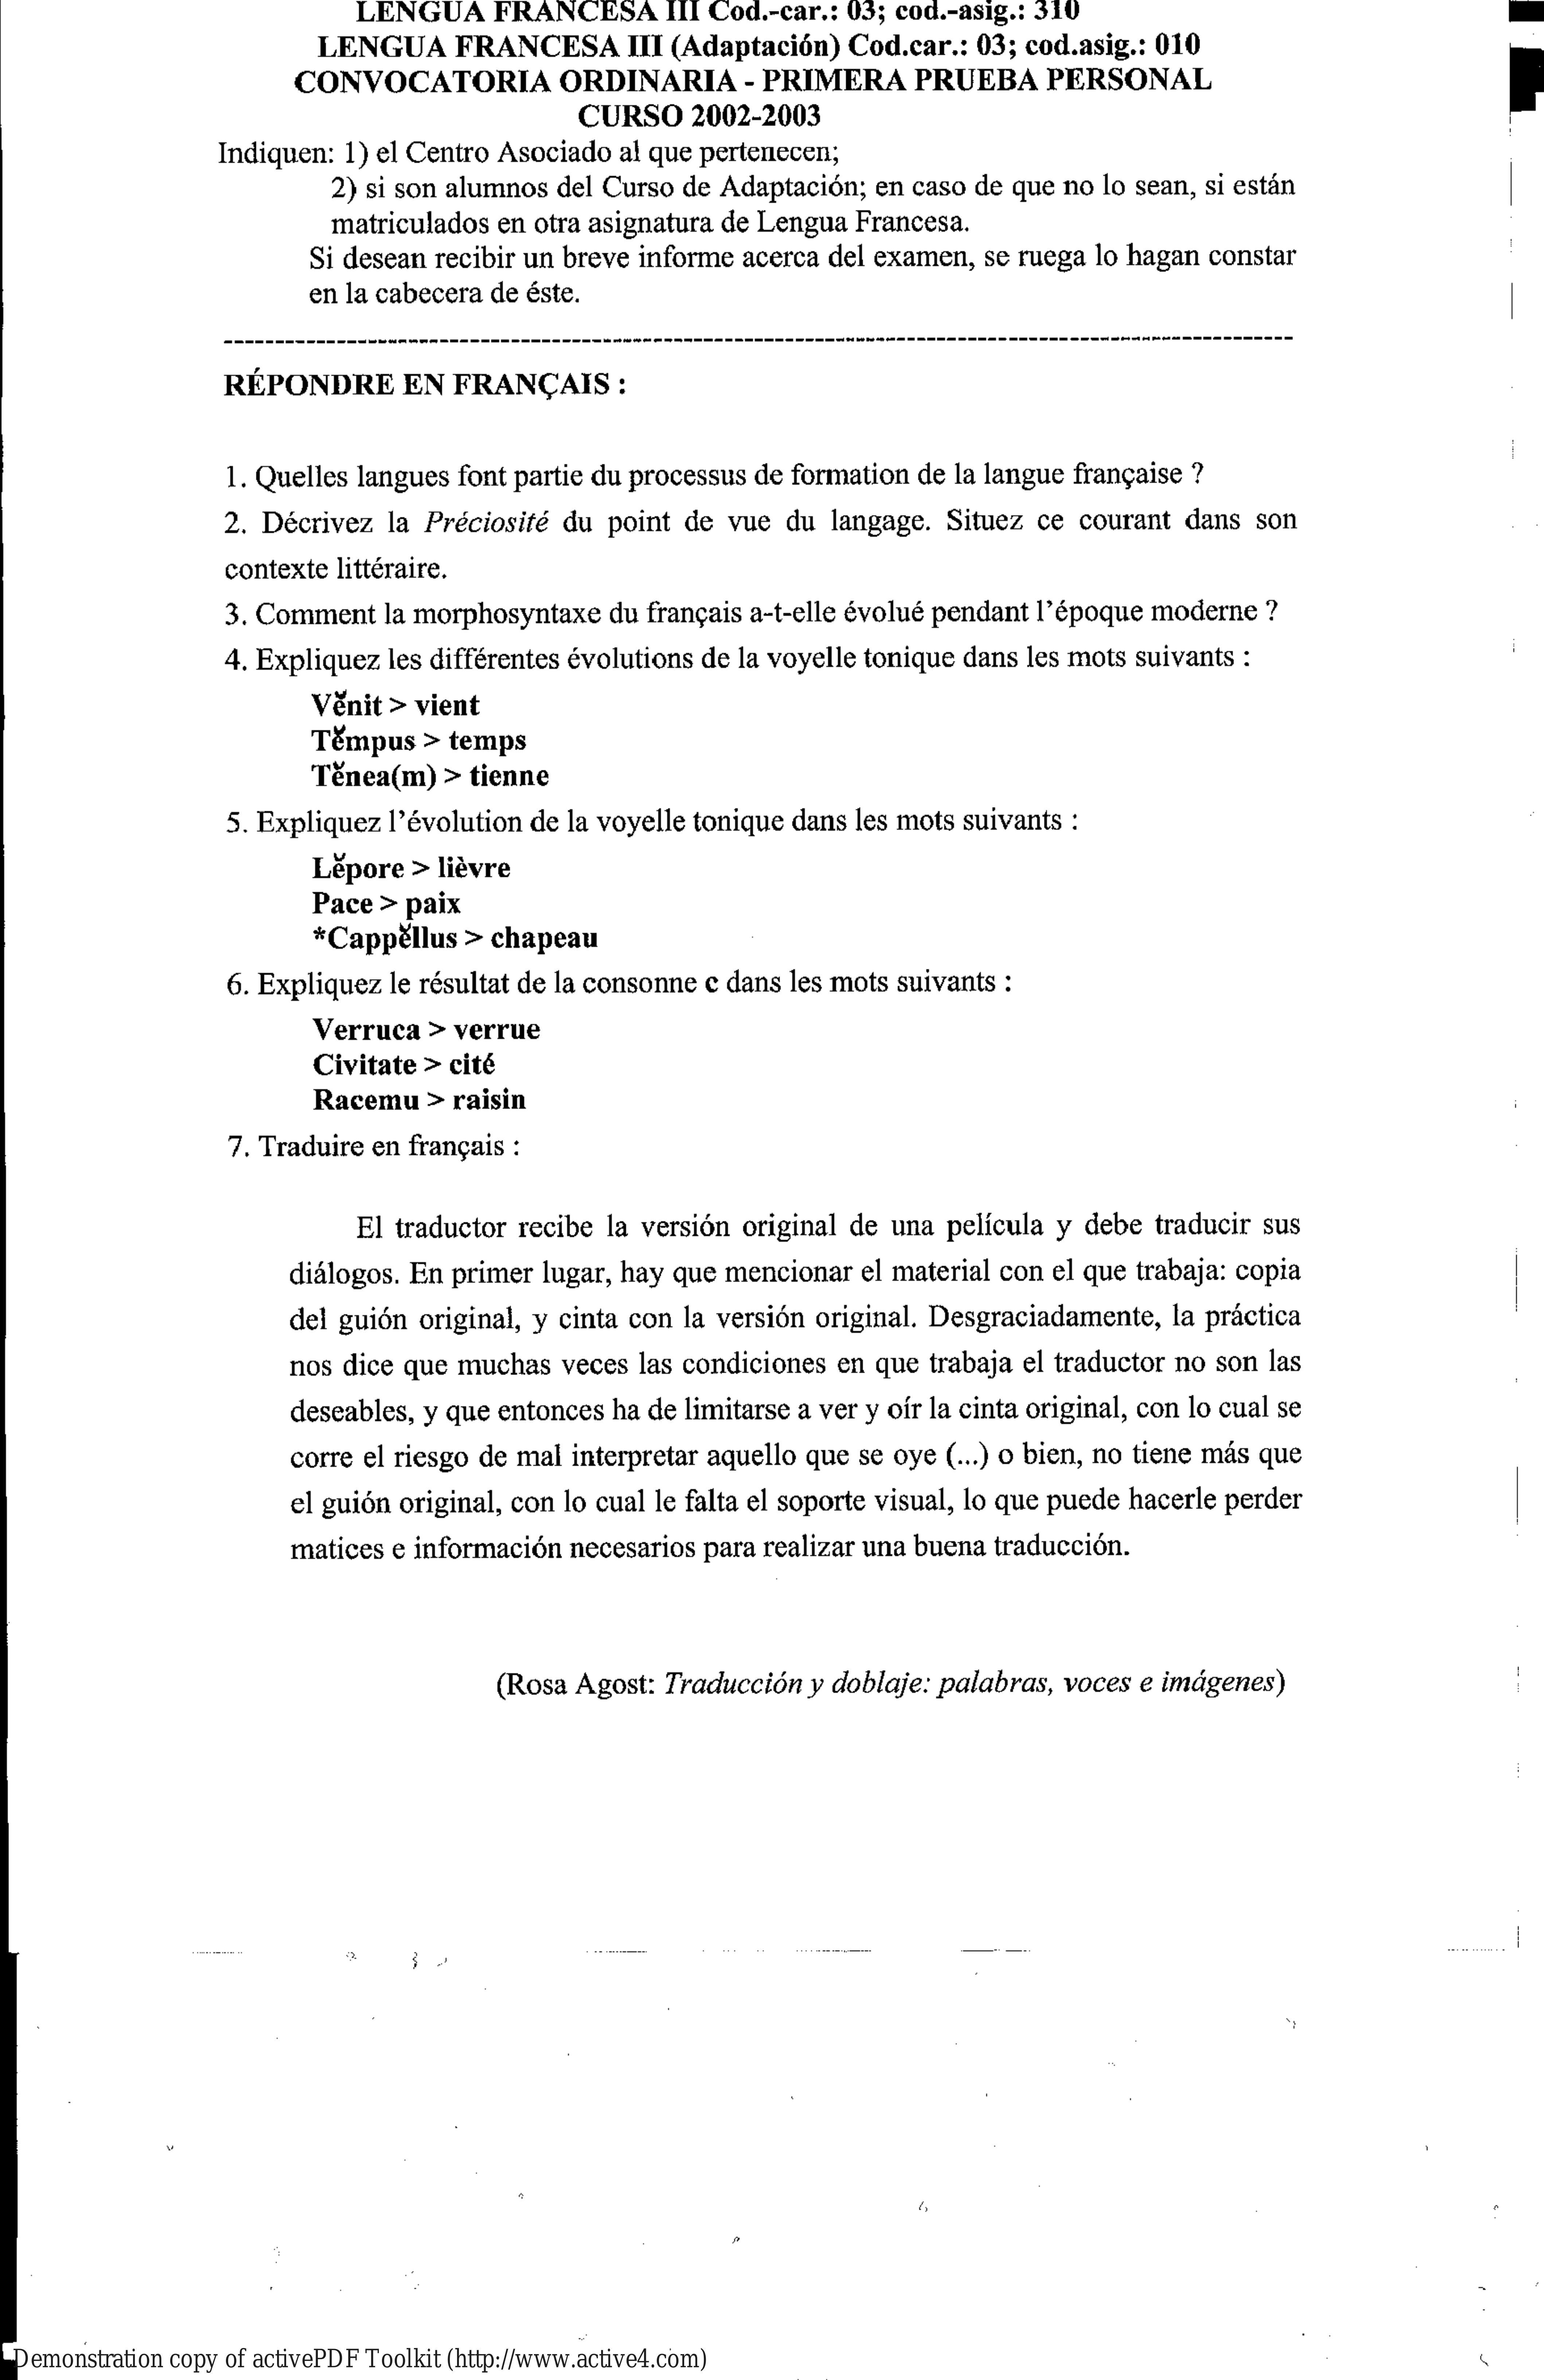 LENGUA FRANCESA III Cod.-car.: 03; cod.-asig.: 310
LENGUA FRANCESA III (Adaptación) Cod.car.: 03; cod.asig.: 010
CONVOCATORIA ORDINARIA - PRIMERA PRUEBA PERSONAL
CURSO 2002-2003
Indiquen: 1) el Centro Asociado al que pertenecen;
2) si son alumnos del Curso de Adaptación; en caso de que no lo sean, si están
matriculados en otra asignatura de Lengua Francesa.
Si desean recibir un breve informe acerca del examen, se ruega lo hagan constar
en la cabecera de éste.
RÉPONDRE EN FRANÇAIS :
1. Quelles langues font partie du processus de formation de la langue française ?
2. Décrivez la Préciosité du point de vue du langage. Situez ce courant dans son
contexte littéraire.
3. Comment la morphosyntaxe du français a-t-elle évolué pendant l'époque moderne ?
4. Expliquez les différentes évolutions de la voyelle tonique dans les mots suivants :
Vĕnit > vient
Tĕmpus > temps
Tĕnea(m) > tienne
5. Expliquez l'évolution de la voyelle tonique dans les mots suivants :
Lĕpore > lièvre
Pace > paix
*Cappĕllus > chapeau
6. Expliquez le résultat de la consonne c dans les mots suivants :
Verruca > verrue
Civitate > cité
Racemu > raisin
7. Traduire en français :
El traductor recibe la versión original de una película y debe traducir sus
diálogos. En primer lugar, hay que mencionar el material con el que trabaja: copia
del guión original, y cinta con la versión original. Desgraciadamente, la práctica
nos dice que muchas veces las condiciones en que trabaja el traductor no son las
deseables, y que entonces ha de limitarse a ver y oír la cinta original, con lo cual se
corre el riesgo de mal interpretar aquello que se oye (...) o bien, no tiene más que
el guión original, con lo cual le falta el soporte visual, lo que puede hacerle perder
matices e información necesarios para realizar una buena traducción.
(Rosa Agost: Traducción y doblaje: palabras, voces e imágenes)
Demonstration copy of activePDF Toolkit (http://www.active4.com)